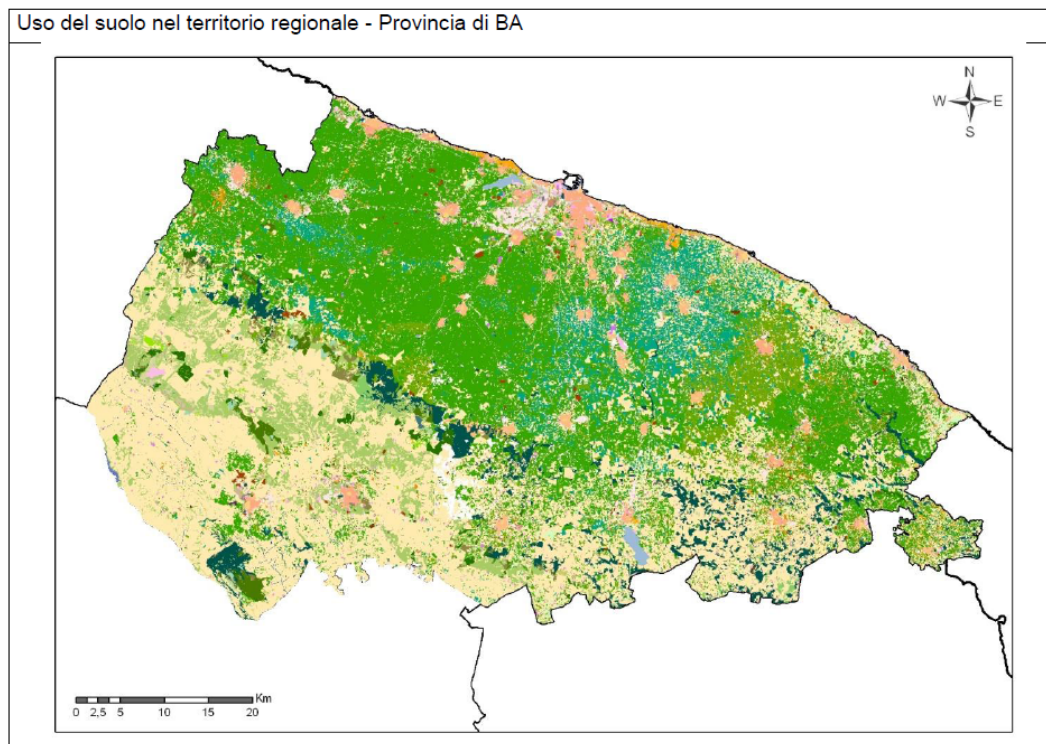 Uso del suolo nel territorio regionale - Provincia di BA
N
W E
S
Km
0 2,5 5 10 15 20